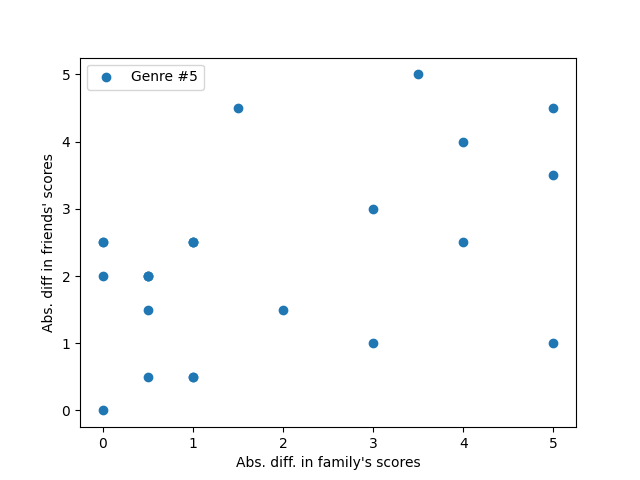 Genre #5
5
4
3
2
1
0
Abs. diff in friends' scores
0 1 2 3 4 5
Abs. diff. in family's scores